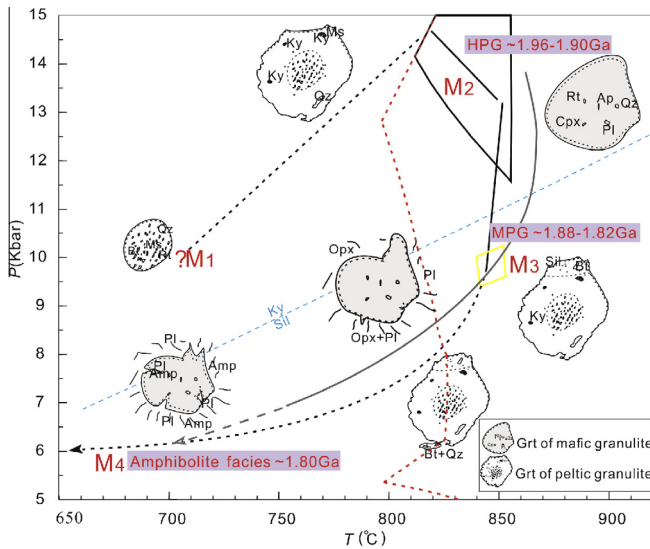 15
14
13
12
11
10
9
8
7
6
5
P(Kbar)
650
700
750
800
850
900
T (℃)
HPG ~1.96-1.90Ga
M2
Ky
Ky
Ms
Ky
Qz
Rt
Ap
Qz
Cpx
Pl
Qz
Ms
Bt
Rt
?M1
MPG ~1.88-1.82Ga
M3
Opx
Pl
Opx+Pl
Sil
Bt
Ky
Ky
Sil
Pl
Amp
Amp
Pl
Pl
Amp
Bt+Qz
M4
Amphibolite facies ~1.80Ga
Grt of mafic granulite
Grt of peltic granulite